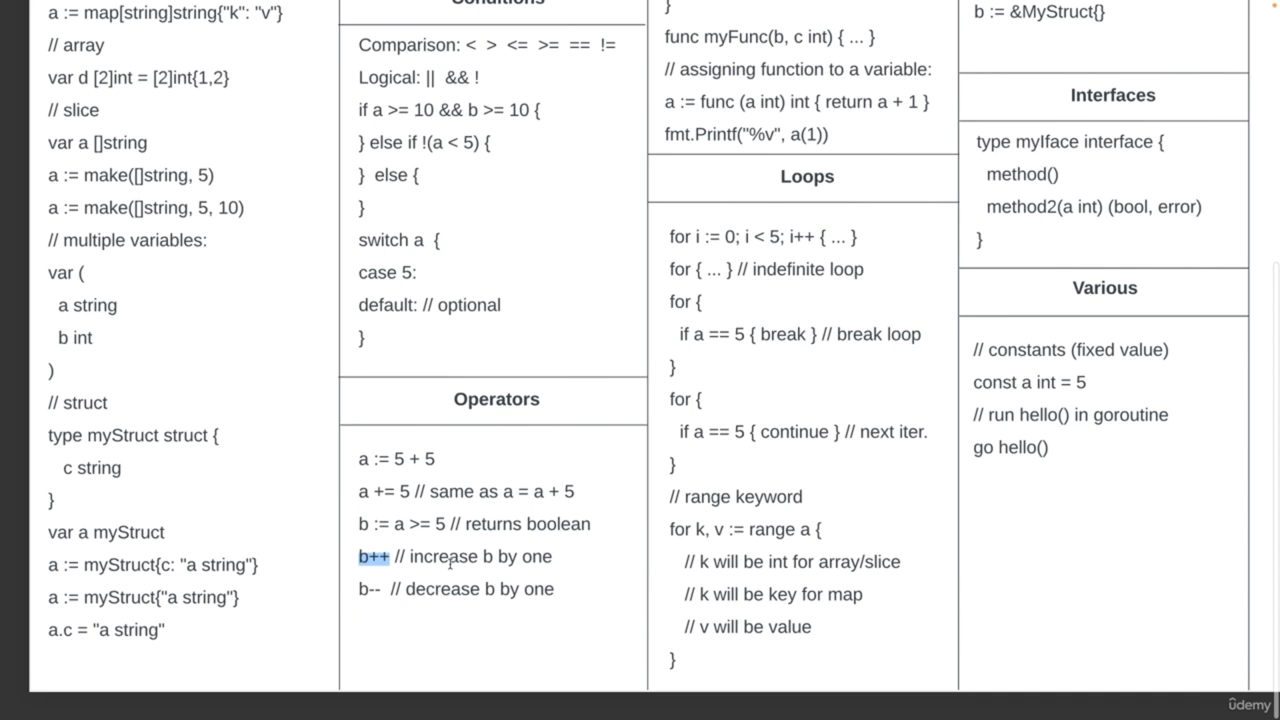 a := map[string]string{"k": "v"}
// array
var d [2]int = [2]int{1,2}
// slice
var a []string
a := make([]string, 5)
a := make([]string, 5, 10)
// multiple variables:
var (
a string
b int
)
// struct
type myStruct struct {
c string
}
var a myStruct
a := myStruct{c: "a string"}
a := myStruct{"a string"}
a.c = "a string"
Conditions
Comparison: < > <= >= == !=
Logical: || && !
if a >= 10 && b >= 10 {
} else if !(a < 5) {
} else {
}
switch a {
case 5:
default: // optional
}
Operators
a := 5 + 5
a += 5 // same as a = a + 5
b := a >= 5 // returns boolean
b++ // increase b by one
b-- // decrease b by one
}
func myFunc(b, c int) { ... }
// assigning function to a variable:
a := func (a int) int { return a + 1 }
fmt.Printf("%v", a(1))
Loops
for i := 0; i < 5; i++ { ... }
for { ... } // indefinite loop
for {
if a == 5 { break } // break loop
}
for {
if a == 5 { continue } // next iter.
}
// range keyword
for k, v := range a {
// k will be int for array/slice
// k will be key for map
// v will be value
}
b := &MyStruct{}
Interfaces
type myIface interface {
method()
method2(a int) (bool, error)
}
Various
// constants (fixed value)
const a int = 5
// run hello() in goroutine
go hello()
ûdemy